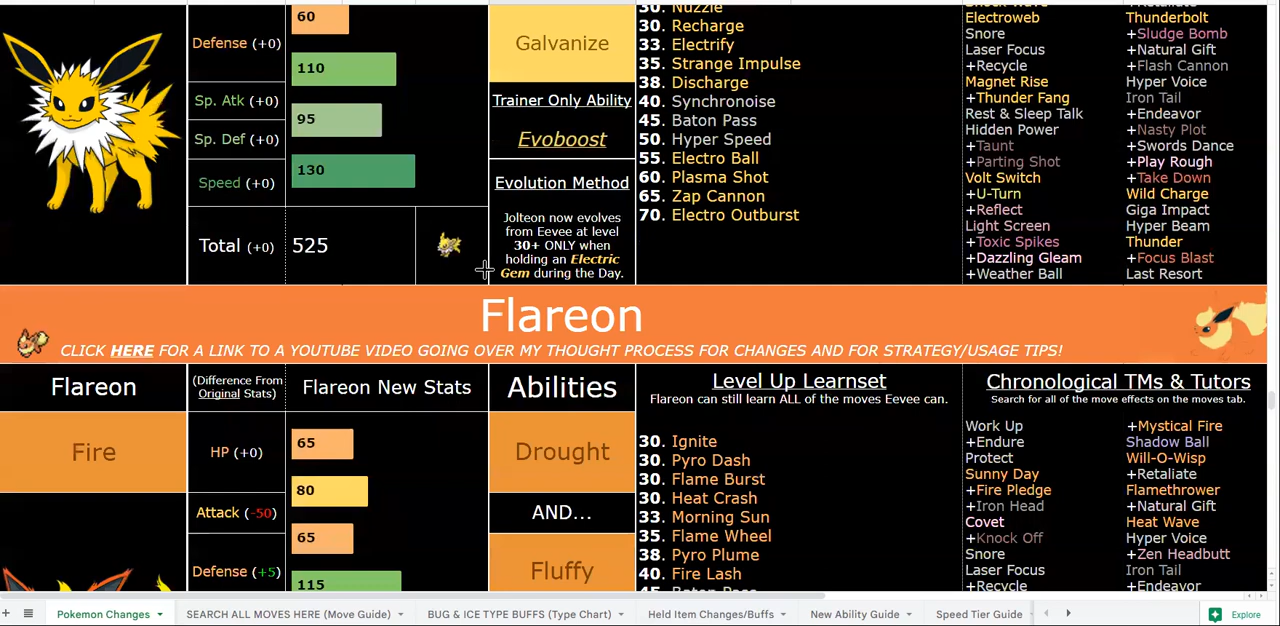 Defense (+0)
Sp. Atk (+0)
Sp. Def (+0)
Speed (+0)
Total (+0)
60
110
95
130
525
Galvanize
Trainer Only Ability
Evoboost
Evolution Method
Jolteon now evolves
from Eevee at level
30+ ONLY when
holding an Electric
Gem during the Day.
30. Nuzzle
30. Recharge
33. Electrify
35. Strange Impulse
38. Discharge
40. Synchronoise
45. Baton Pass
50. Hyper Speed
55. Electro Ball
60. Plasma Shot
65. Zap Cannon
70. Electro Outburst
Shock Wave
Electroweb
Snore
Laser Focus
+Recycle
Magnet Rise
+Thunder Fang
Rest & Sleep Talk
Hidden Power
+Taunt
+Parting Shot
Volt Switch
+U-Turn
+Reflect
Light Screen
+Toxic Spikes
+Dazzling Gleam
+Weather Ball
+Retaliate
Thunderbolt
+Sludge Bomb
+Natural Gift
+Flash Cannon
Hyper Voice
Iron Tail
+Endeavor
+Nasty Plot
+Swords Dance
+Play Rough
+Take Down
Wild Charge
Giga Impact
Hyper Beam
Thunder
+Focus Blast
Last Resort
Flareon
CLICK HERE FOR A LINK TO A YOUTUBE VIDEO GOING OVER MY THOUGHT PROCESS FOR CHANGES AND FOR STRATEGY/USAGE TIPS!
Flareon
Fire
(Difference From
Original Stats)
HP (+0)
Attack (-50)
Defense (+5)
Flareon New Stats
65
80
65
115
Abilities
Drought
AND...
Fluffy
Level Up Learnset
Flareon can still learn ALL of the moves Eevee can.
30. Ignite
30. Pyro Dash
30. Flame Burst
30. Heat Crash
33. Morning Sun
35. Flame Wheel
38. Pyro Plume
40. Fire Lash
45. Baton Pass
Chronological TMs & Tutors
Search for all of the move effects on the moves tab.
Work Up
+Endure
Protect
Sunny Day
+Fire Pledge
+Iron Head
Covet
+Knock Off
Snore
Laser Focus
+Recycle
+Mystical Fire
Shadow Ball
Will-O-Wisp
+Retaliate
Flamethrower
+Natural Gift
Heat Wave
Hyper Voice
+Zen Headbutt
Iron Tail
+Endeavor
Pokemon Changes
SEARCH ALL MOVES HERE (Move Guide)
BUG & ICE TYPE BUFFS (Type Chart)
Held Item Changes/Buffs
New Ability Guide
Speed Tier Guide
Explore